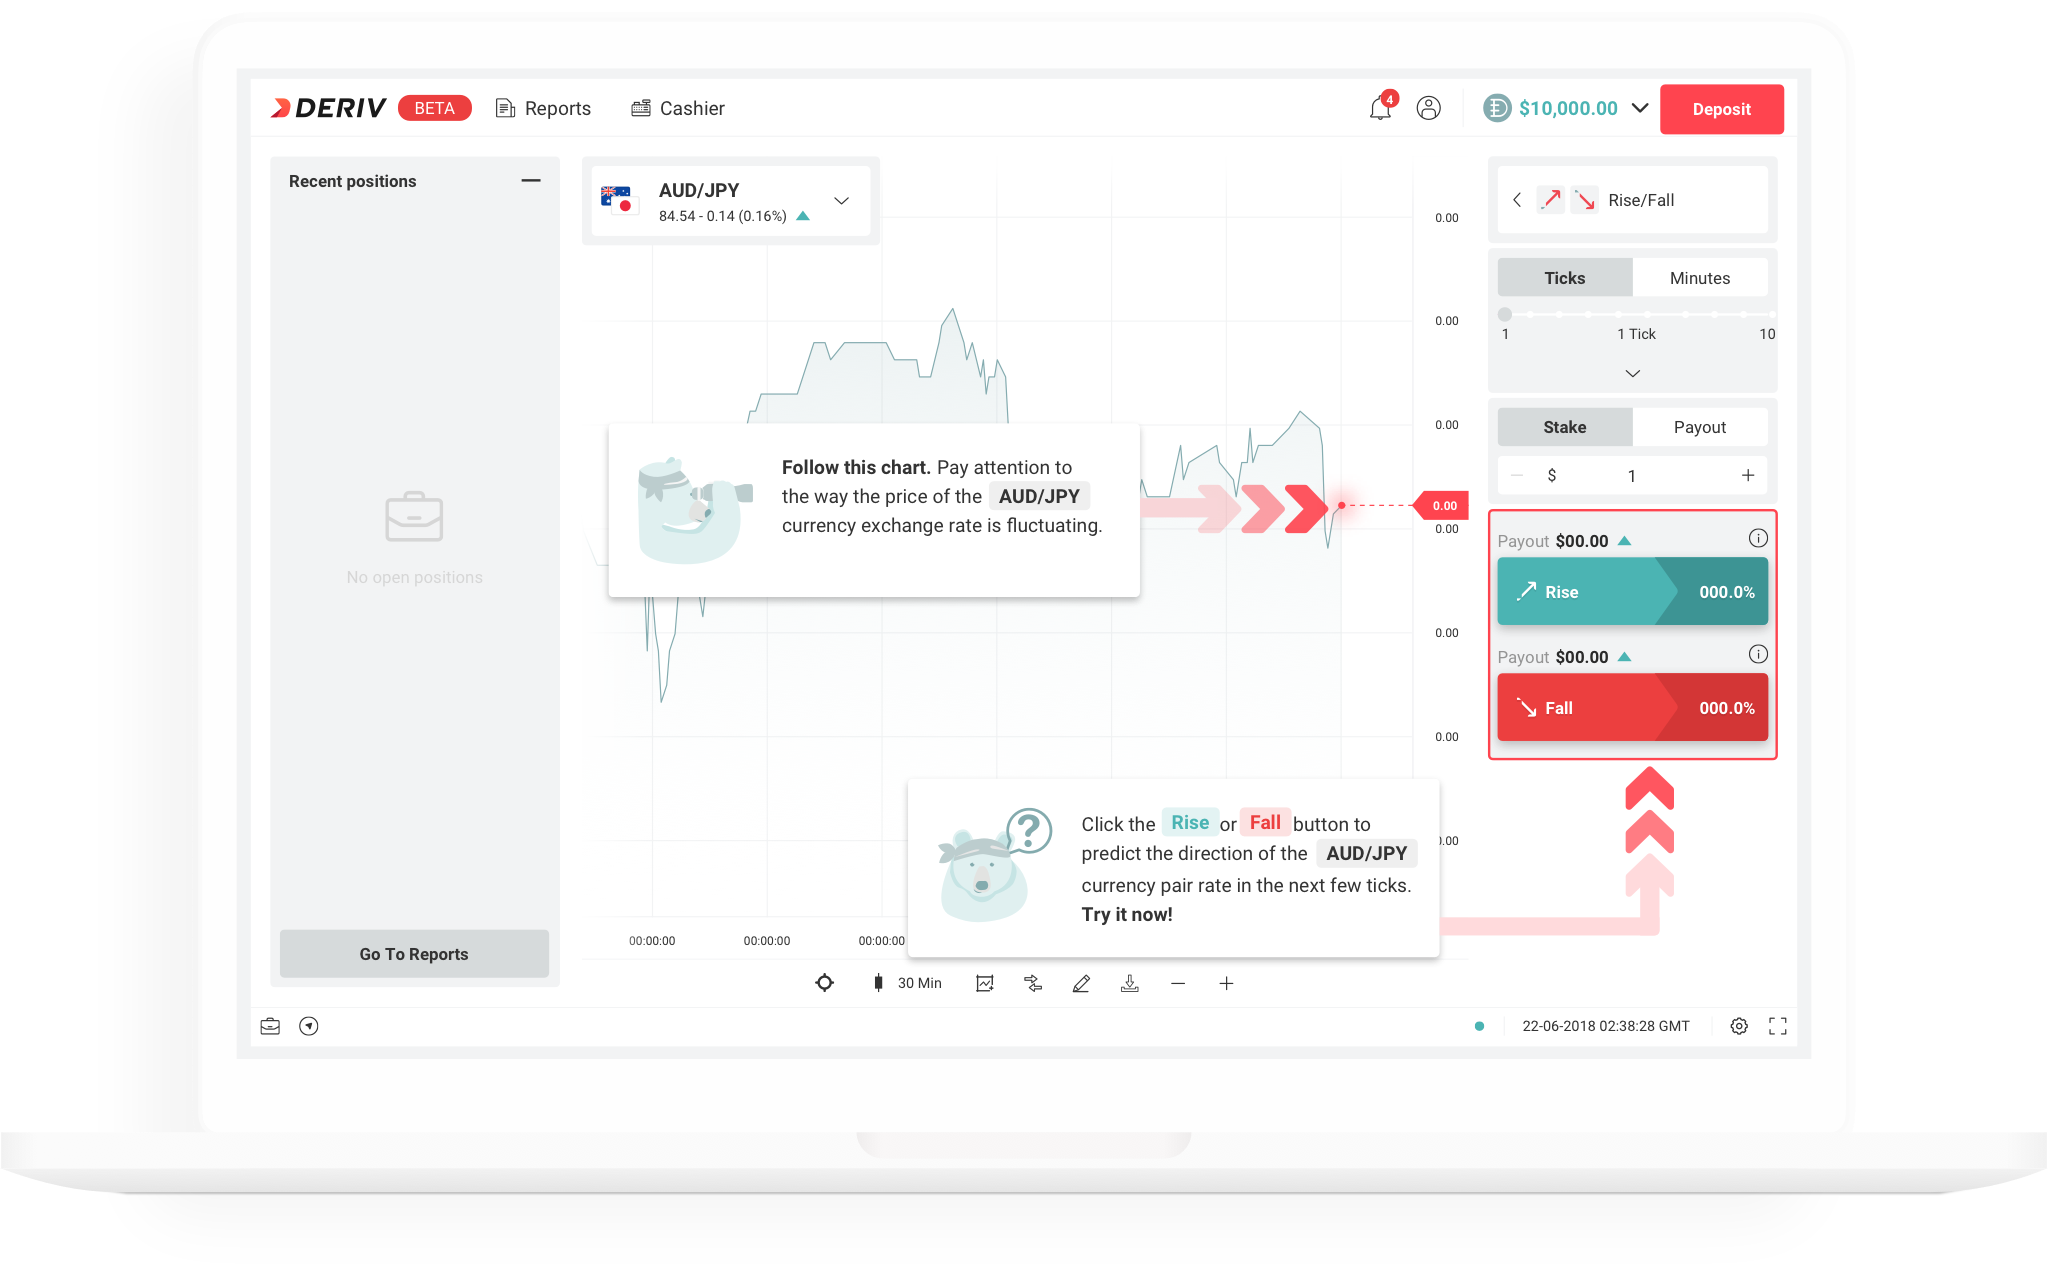 DERIV BETA Reports Cashier 4 $10,000.00 Deposit
Recent positions
No open positions
Go To Reports
AUD/JPY
84.54 - 0.14 (0.16%)
0.00
0.00
0.00
0.00
0.00
0.00
0.00
Follow this chart. Pay attention to
the way the price of the AUD/JPY
currency exchange rate is fluctuating.
Click the Rise or Fall button to
predict the direction of the AUD/JPY
currency pair rate in the next few ticks.
Try it now!
00:00:00 00:00:00 00:00:00
30 Min
Rise/Fall
Ticks Minutes
1 1 Tick 10
Stake Payout
− $ 1 +
Payout $00.00
Rise 000.0%
Payout $00.00
Fall 000.0%
22-06-2018 02:38:28 GMT